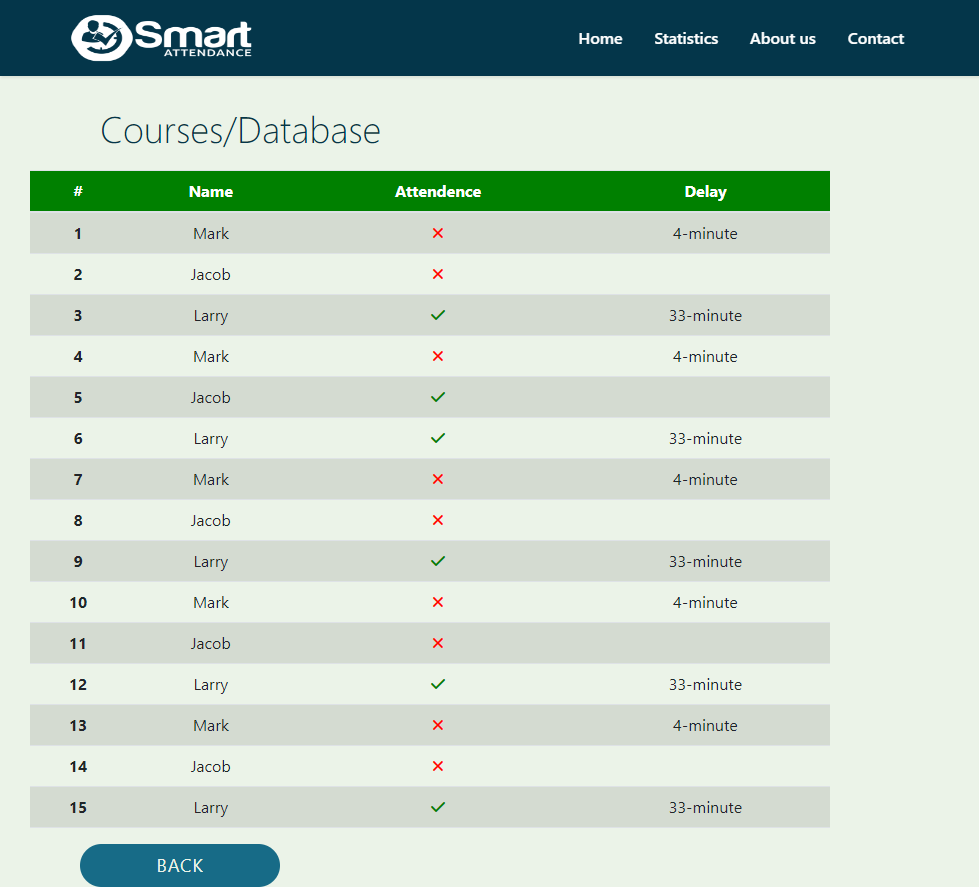 Smart
ATTENDANCE
Home Statistics About us Contact
Courses/Database
# Name Attendence Delay
1 Mark ✕ 4-minute
2 Jacob ✕
3 Larry ✓ 33-minute
4 Mark ✕ 4-minute
5 Jacob ✓
6 Larry ✓ 33-minute
7 Mark ✕ 4-minute
8 Jacob ✕
9 Larry ✓ 33-minute
10 Mark ✕ 4-minute
11 Jacob ✕
12 Larry ✓ 33-minute
13 Mark ✕ 4-minute
14 Jacob ✕
15 Larry ✓ 33-minute
BACK